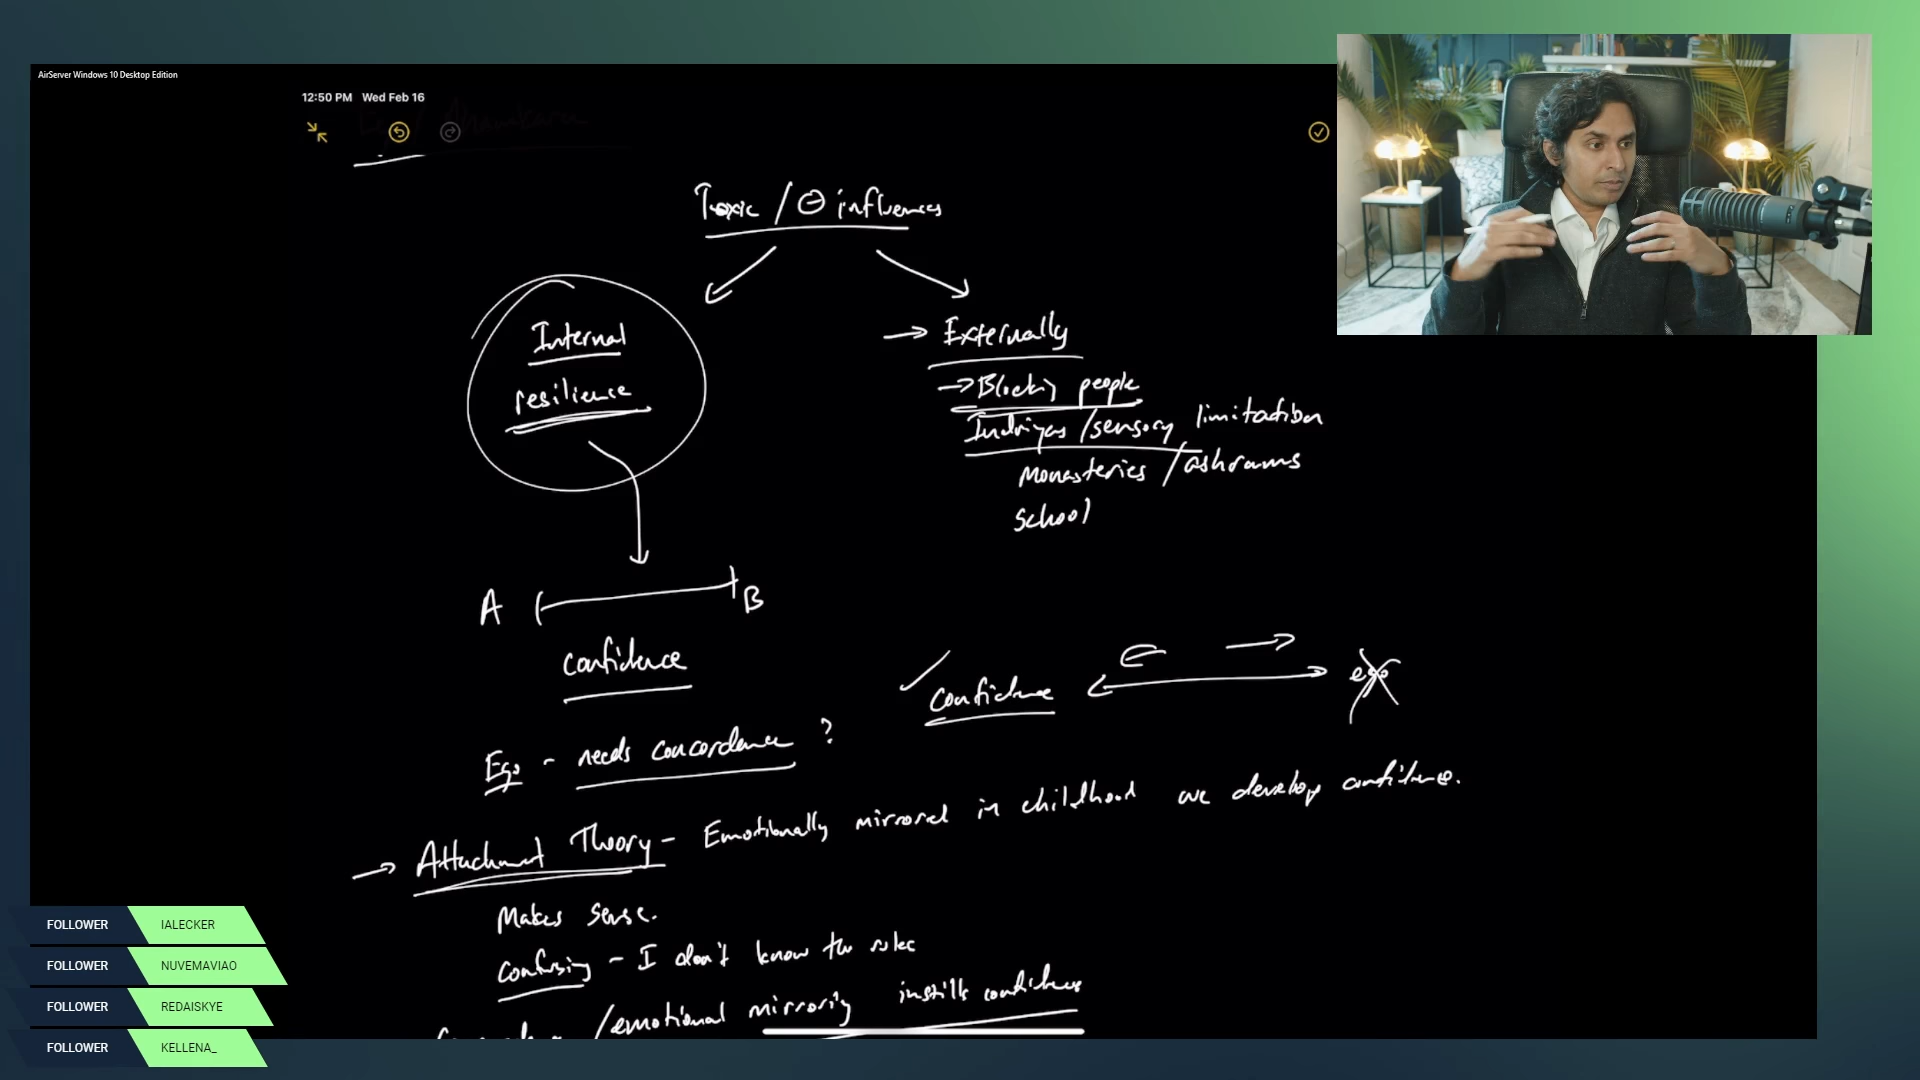 AirServer Windows 10 Desktop Edition
12:50 PM Wed Feb 16
Toxic / ⊖ influences
Internal
resilience
→ Externally
→ Blocking people
Indriyas / sensory limitation
Monasteries / ashrams
School
A B
confidence
Ego - needs concordance ?
✓ Confidence ego
→ Attachment Theory - Emotionally mirrored in childhood we develop confidence.
Makes sense.
Confusing - I don't know the rules
/emotional mirroring instills confidence
FOLLOWER IALECKER
FOLLOWER NUVEMAVIAO
FOLLOWER REDAISKYE
FOLLOWER KELLENA_